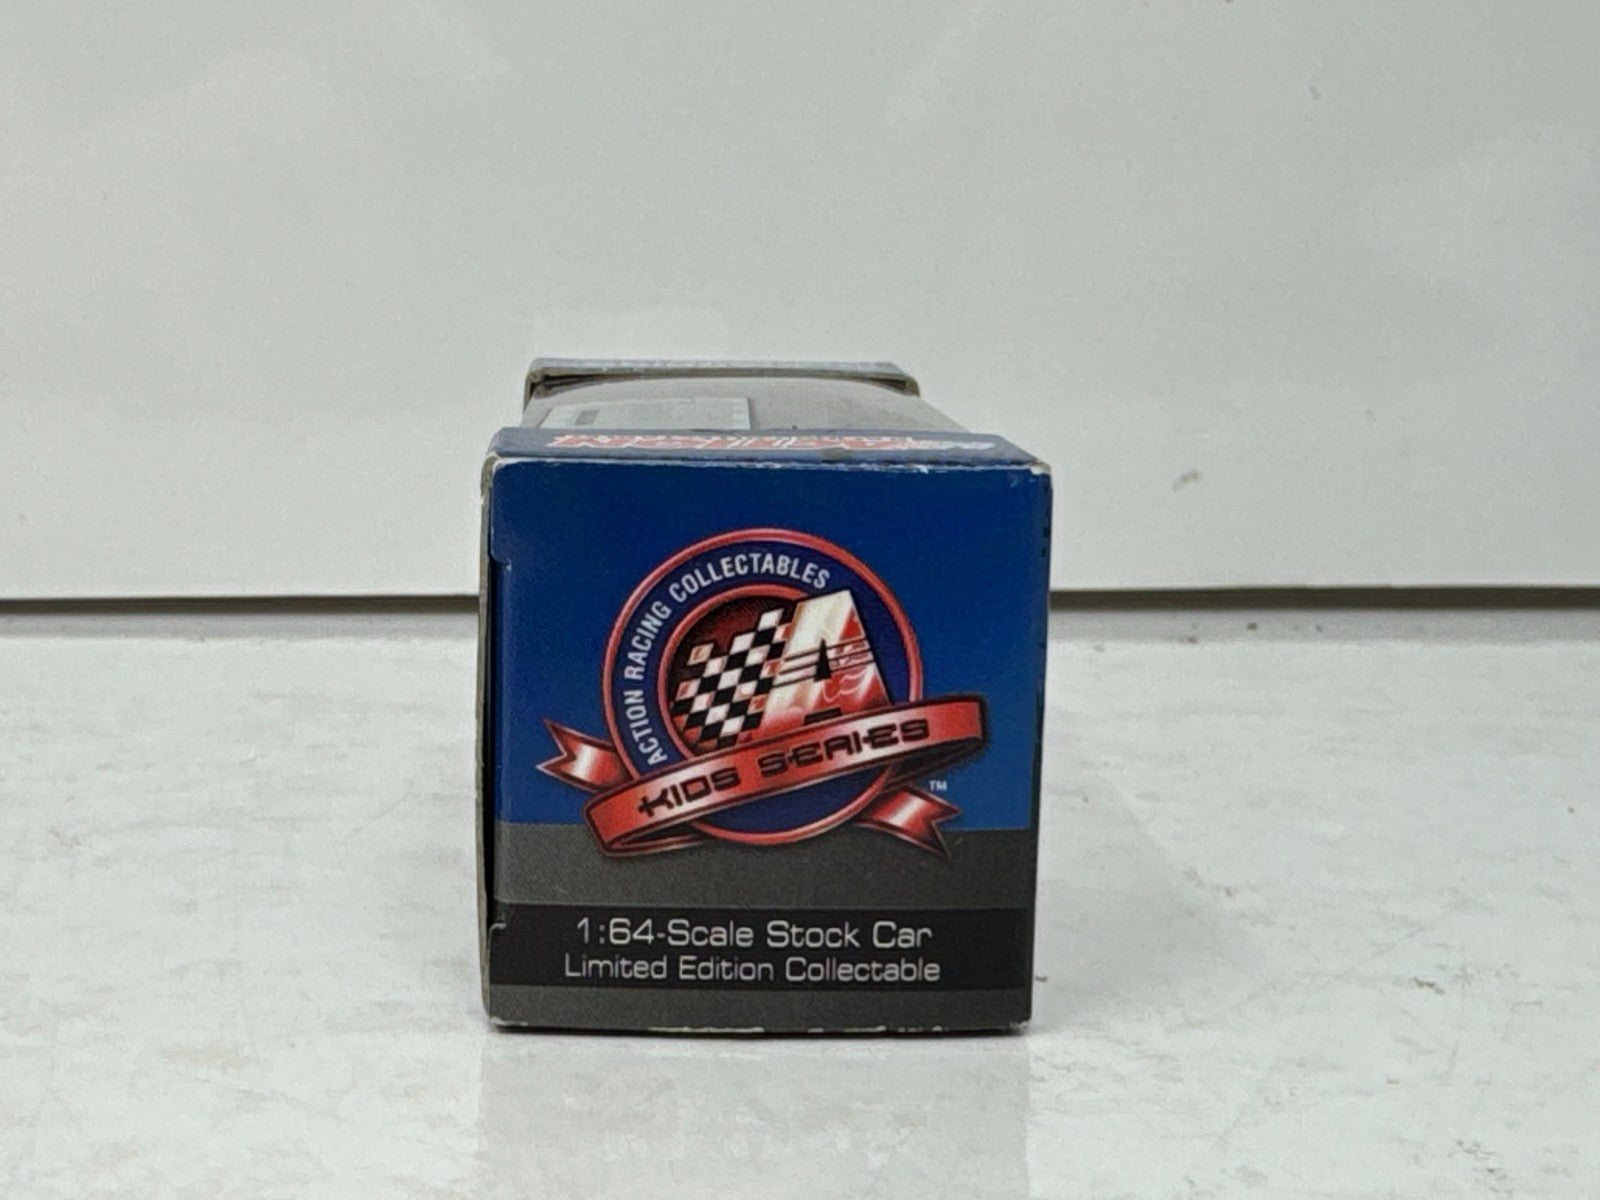 ACTION RACING COLLECTABLES
A
KIDS SERIES
TM
1:64-Scale Stock Car
Limited Edition Collectable